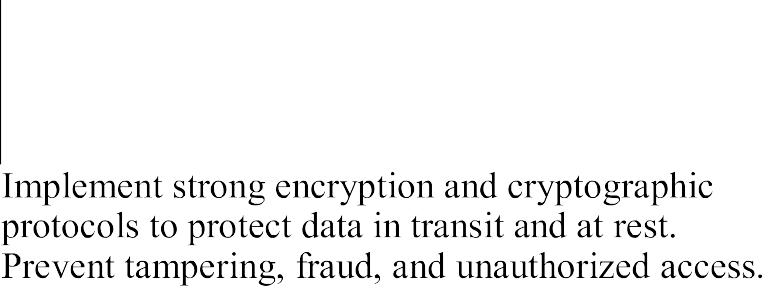 Implement strong encryption and cryptographic
protocols to protect data in transit and at rest.
Prevent tampering, fraud, and unauthorized access.